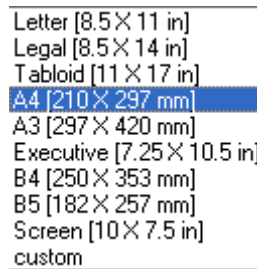 Letter [8.5 X 11 in]
Legal [8.5 X 14 in]
Tabloid [11 X 17 in]
A4 [210 X 297 mm]
A3 [297 X 420 mm]
Executive [7.25 X 10.5 in]
B4 [250 X 353 mm]
B5 [182 X 257 mm]
Screen [10 X 7.5 in]
custom